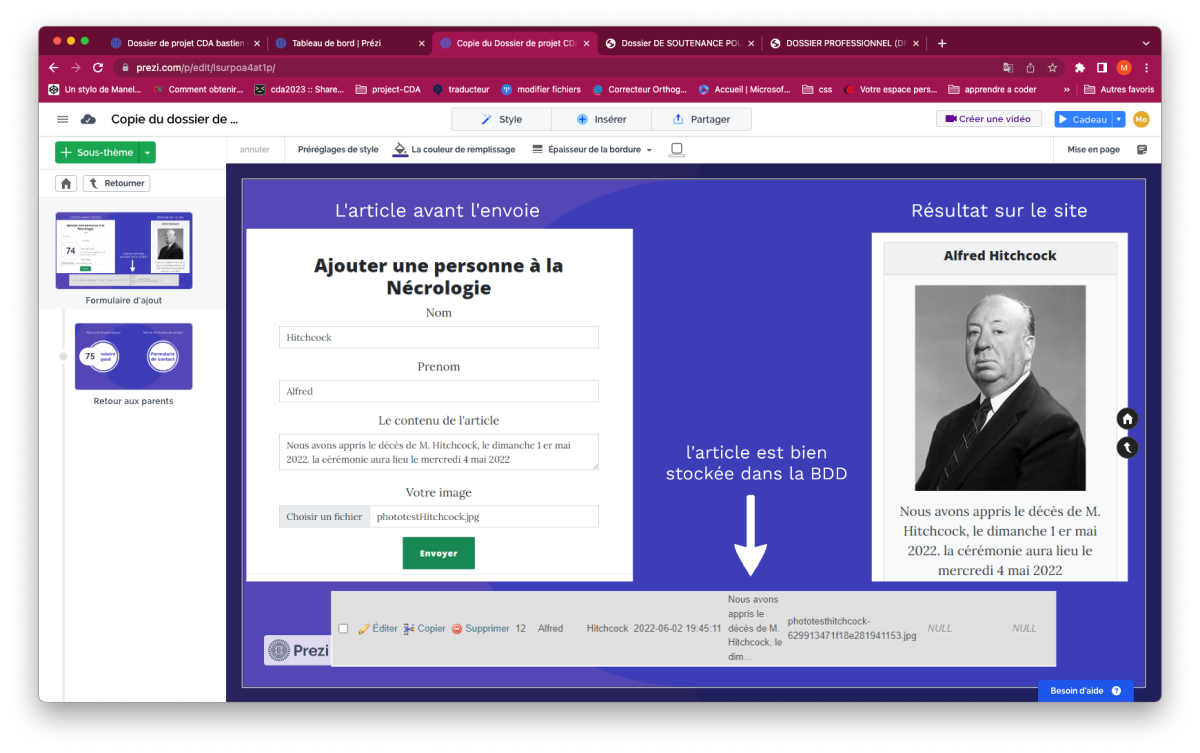 Dossier de projet CDA bastien
Tableau de bord | Prézi
Copie du Dossier de projet CD
Dossier DE SOUTENANCE POU
DOSSIER PROFESSIONNEL (D
prezi.com/p/edit/lsurpoa4at1p/
M
Un stylo de Manel...
Comment obtenir...
cda2023 :: Share...
project-CDA
traducteur
modifier fichiers
Correcteur Orthog...
Accueil | Microsof...
css
Votre espace pers...
apprendre a coder
»
Autres favoris
Copie du dossier de ...
Style
Insérer
Partager
Créer une vidéo
Cadeau
Mo
Sous-thème
annuler
Préréglages de style
La couleur de remplissage
Épaisseur de la bordure
Mise en page
Retourner
74
Formulaire d'ajout
75
Formulaire
de contact
Retour aux parents
L'article avant l'envoie
Résultat sur le site
Ajouter une personne à la
Nécrologie
Nom
Hitchcock
Prenom
Alfred
Le contenu de l'article
Nous avons appris le décès de M. Hitchcock, le dimanche 1 er mai
2022. la cérémonie aura lieu le mercredi 4 mai 2022
Votre image
Choisir un fichier
phototestHitchcock.jpg
Envoyer
l'article est bien
stockée dans la BDD
Alfred Hitchcock
Nous avons appris le décès de M.
Hitchcock, le dimanche 1 er mai
2022. la cérémonie aura lieu le
mercredi 4 mai 2022
Éditer
Copier
Supprimer
12
Alfred
Hitchcock
2022-06-02 19:45:11
Nous avons
appris le
décès de M.
Hitchcock, le
dim...
phototesthitchcock-
629913471f18e281941153.jpg
NULL
NULL
Prezi
Besoin d'aide